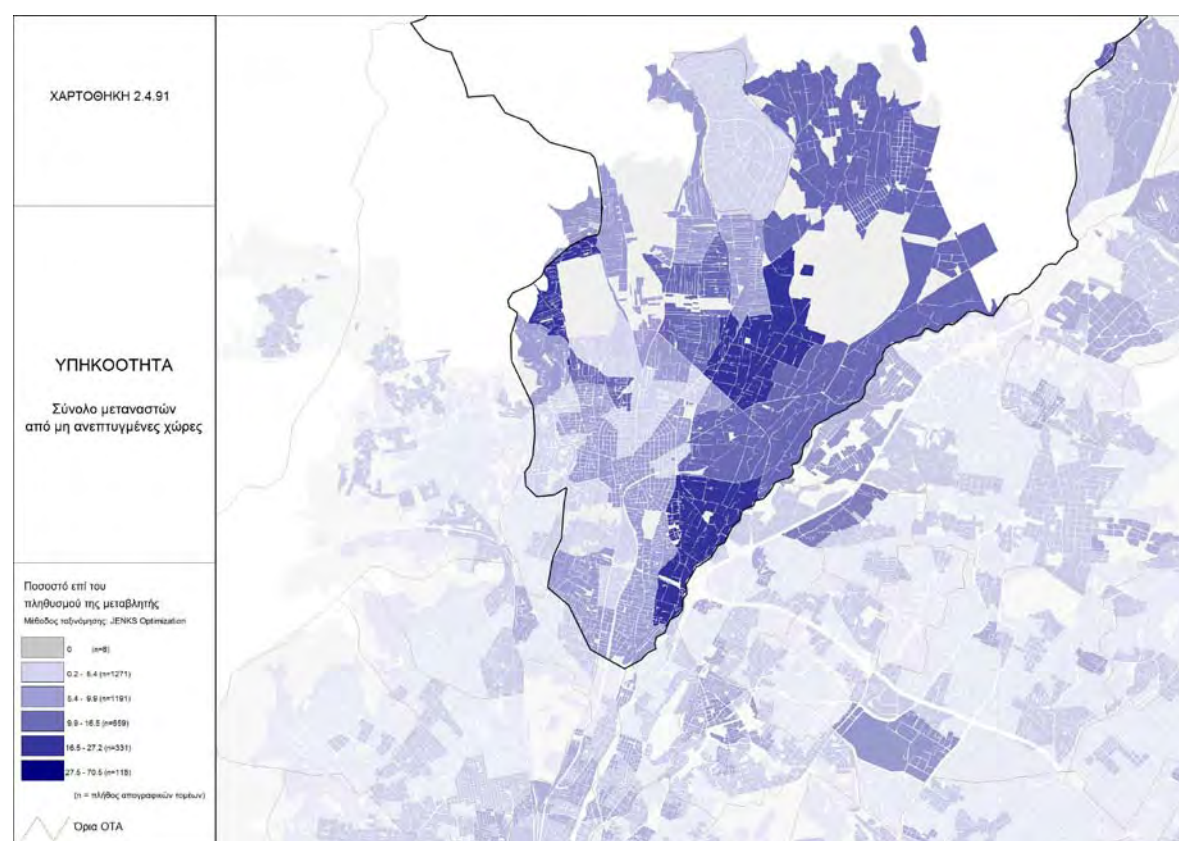 ΧΑΡΤΟΘΗΚΗ 2.4.91
ΥΠΗΚΟΟΤΗΤΑ
Σύνολο μεταναστών
από μη ανεπτυγμένες χώρες
Ποσοστό επί του
πληθυσμού της μεταβλητής
Μέθοδος ταξινόμησης: JENKS Optimization
0 (n=6)
0.2 - 5.4 (n=1271)
5.4 - 9.9 (n=1191)
9.9 - 16.5 (n=659)
16.5 - 27.2 (n=331)
27.5 - 70.5 (n=118)
(n = πλήθος απογραφικών τομέων)
Όρια ΟΤΑ